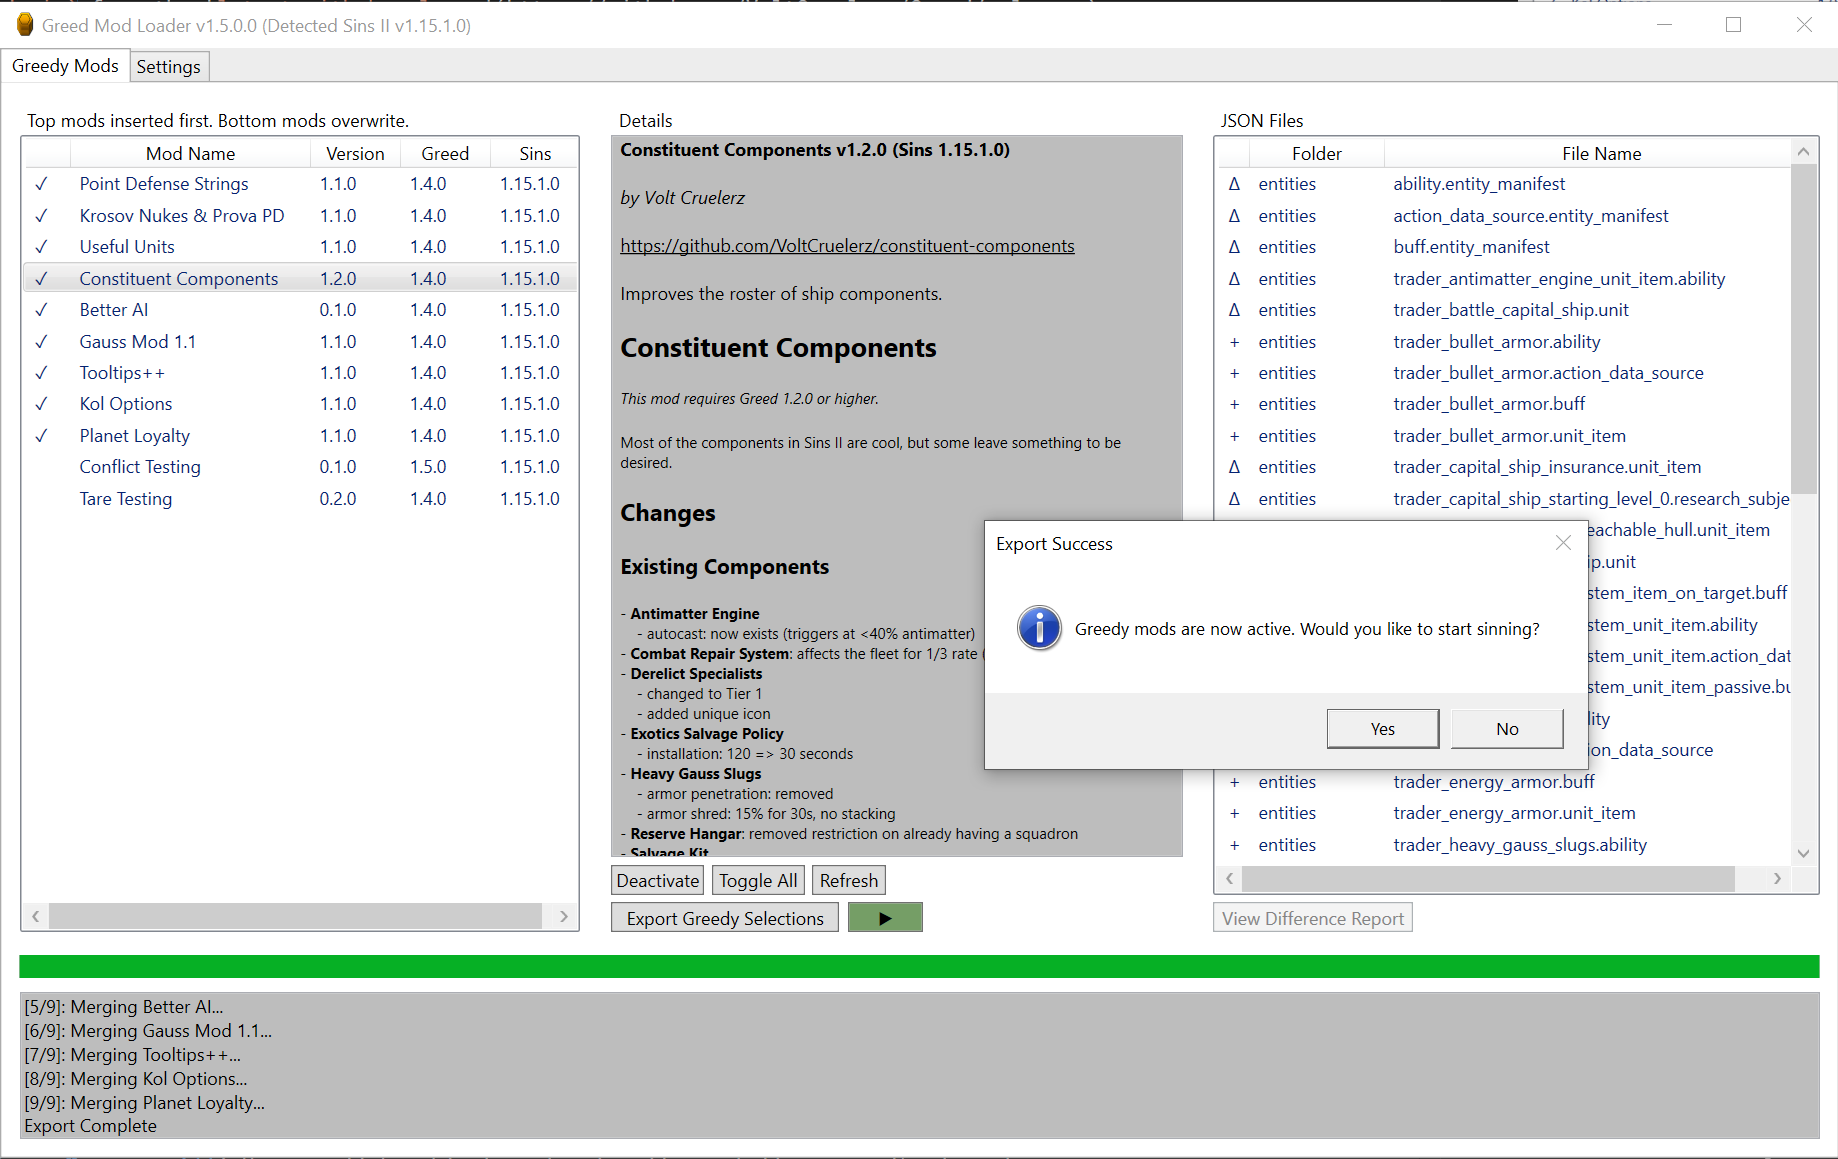 Greed Mod Loader v1.5.0.0 (Detected Sins II v1.15.1.0)
Greedy Mods Settings
Top mods inserted first. Bottom mods overwrite.
Mod Name Version Greed Sins
✓ Point Defense Strings 1.1.0 1.4.0 1.15.1.0
✓ Krosov Nukes & Prova PD 1.1.0 1.4.0 1.15.1.0
✓ Useful Units 1.1.0 1.4.0 1.15.1.0
✓ Constituent Components 1.2.0 1.4.0 1.15.1.0
✓ Better AI 0.1.0 1.4.0 1.15.1.0
✓ Gauss Mod 1.1 1.1.0 1.4.0 1.15.1.0
✓ Tooltips++ 1.1.0 1.4.0 1.15.1.0
✓ Kol Options 1.1.0 1.4.0 1.15.1.0
✓ Planet Loyalty 1.1.0 1.4.0 1.15.1.0
Conflict Testing 0.1.0 1.5.0 1.15.1.0
Tare Testing 0.2.0 1.4.0 1.15.1.0
Details
Constituent Components v1.2.0 (Sins 1.15.1.0)
by Volt Cruelerz
https://github.com/VoltCruelerz/constituent-components
Improves the roster of ship components.
Constituent Components
This mod requires Greed 1.2.0 or higher.
Most of the components in Sins II are cool, but some leave something to be
desired.
Changes
Existing Components
- Antimatter Engine
- autocast: now exists (triggers at <40% antimatter)
- Combat Repair System: affects the fleet for 1/3 rate (
- Derelict Specialists
- changed to Tier 1
- added unique icon
- Exotics Salvage Policy
- installation: 120 => 30 seconds
- Heavy Gauss Slugs
- armor penetration: removed
- armor shred: 15% for 30s, no stacking
- Reserve Hangar: removed restriction on already having a squadron
- Salvage Kit
Deactivate Toggle All Refresh
Export Greedy Selections ▶
JSON Files
Folder File Name
Δ entities ability.entity_manifest
Δ entities action_data_source.entity_manifest
Δ entities buff.entity_manifest
Δ entities trader_antimatter_engine_unit_item.ability
Δ entities trader_battle_capital_ship.unit
+ entities trader_bullet_armor.ability
+ entities trader_bullet_armor.action_data_source
+ entities trader_bullet_armor.buff
+ entities trader_bullet_armor.unit_item
Δ entities trader_capital_ship_insurance.unit_item
Δ entities trader_capital_ship_starting_level_0.research_subje
eachable_hull.unit_item
ip.unit
stem_item_on_target.buff
stem_unit_item.ability
stem_unit_item.action_dat
stem_unit_item_passive.bu
lity
ion_data_source
+ entities trader_energy_armor.buff
+ entities trader_energy_armor.unit_item
+ entities trader_heavy_gauss_slugs.ability
View Difference Report
Export Success
Greedy mods are now active. Would you like to start sinning?
Yes No
[5/9]: Merging Better AI...
[6/9]: Merging Gauss Mod 1.1...
[7/9]: Merging Tooltips++...
[8/9]: Merging Kol Options...
[9/9]: Merging Planet Loyalty...
Export Complete